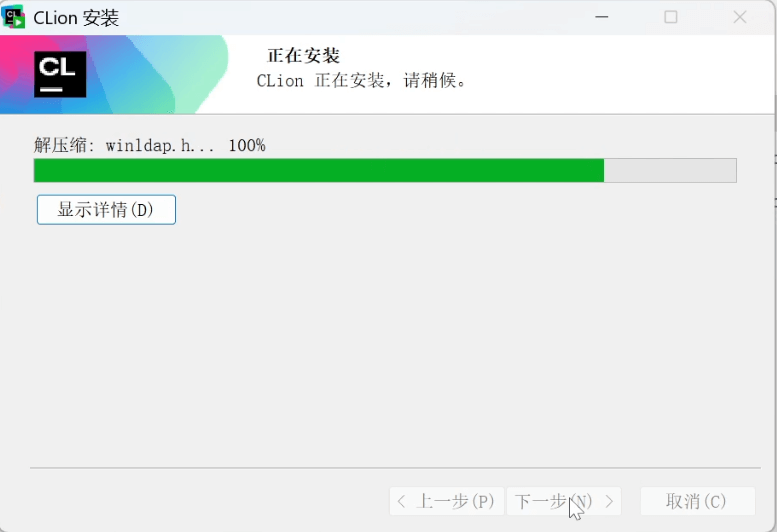 CLion 安装
CL
正在安装
CLion 正在安装，请稍候。
解压缩: winldap.h... 100%
显示详情(D)
< 上一步(P) 下一步(N) > 取消(C)